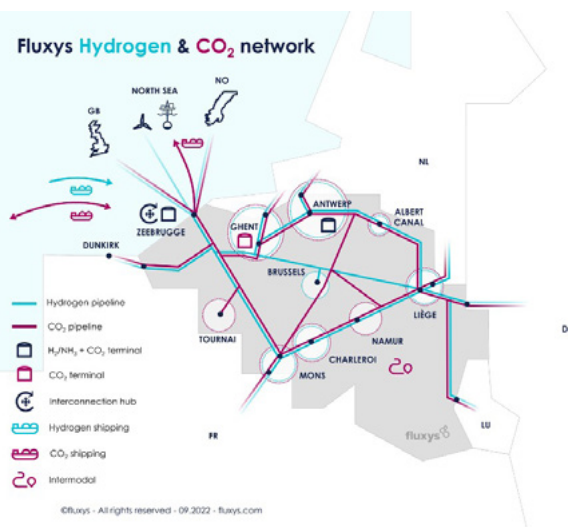 Fluxys Hydrogen & CO₂ network
NORTH SEA
NO
GB
NL
ANTWERP
ALBERT
CANAL
GHENT
ZEEBRUGGE
DUNKIRK
BRUSSELS
LIÈGE
TOURNAI
NAMUR
CHARLEROI
MONS
D
LU
FR
Hydrogen pipeline
CO₂ pipeline
H₂/NH₃ + CO₂ terminal
CO₂ terminal
Interconnection hub
Hydrogen shipping
CO₂ shipping
Intermodal
fluxys
©fluxys - All rights reserved - 09.2022 - fluxys.com